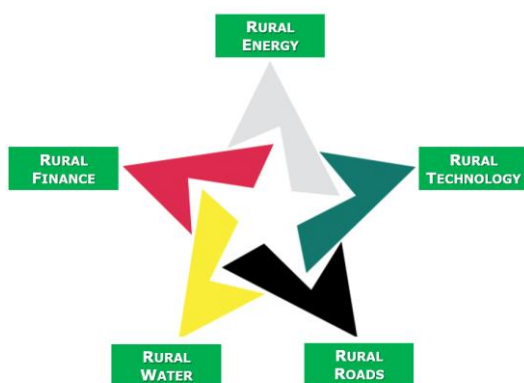 RURAL
ENERGY
RURAL
FINANCE
RURAL
TECHNOLOGY
RURAL
WATER
RURAL
ROADS